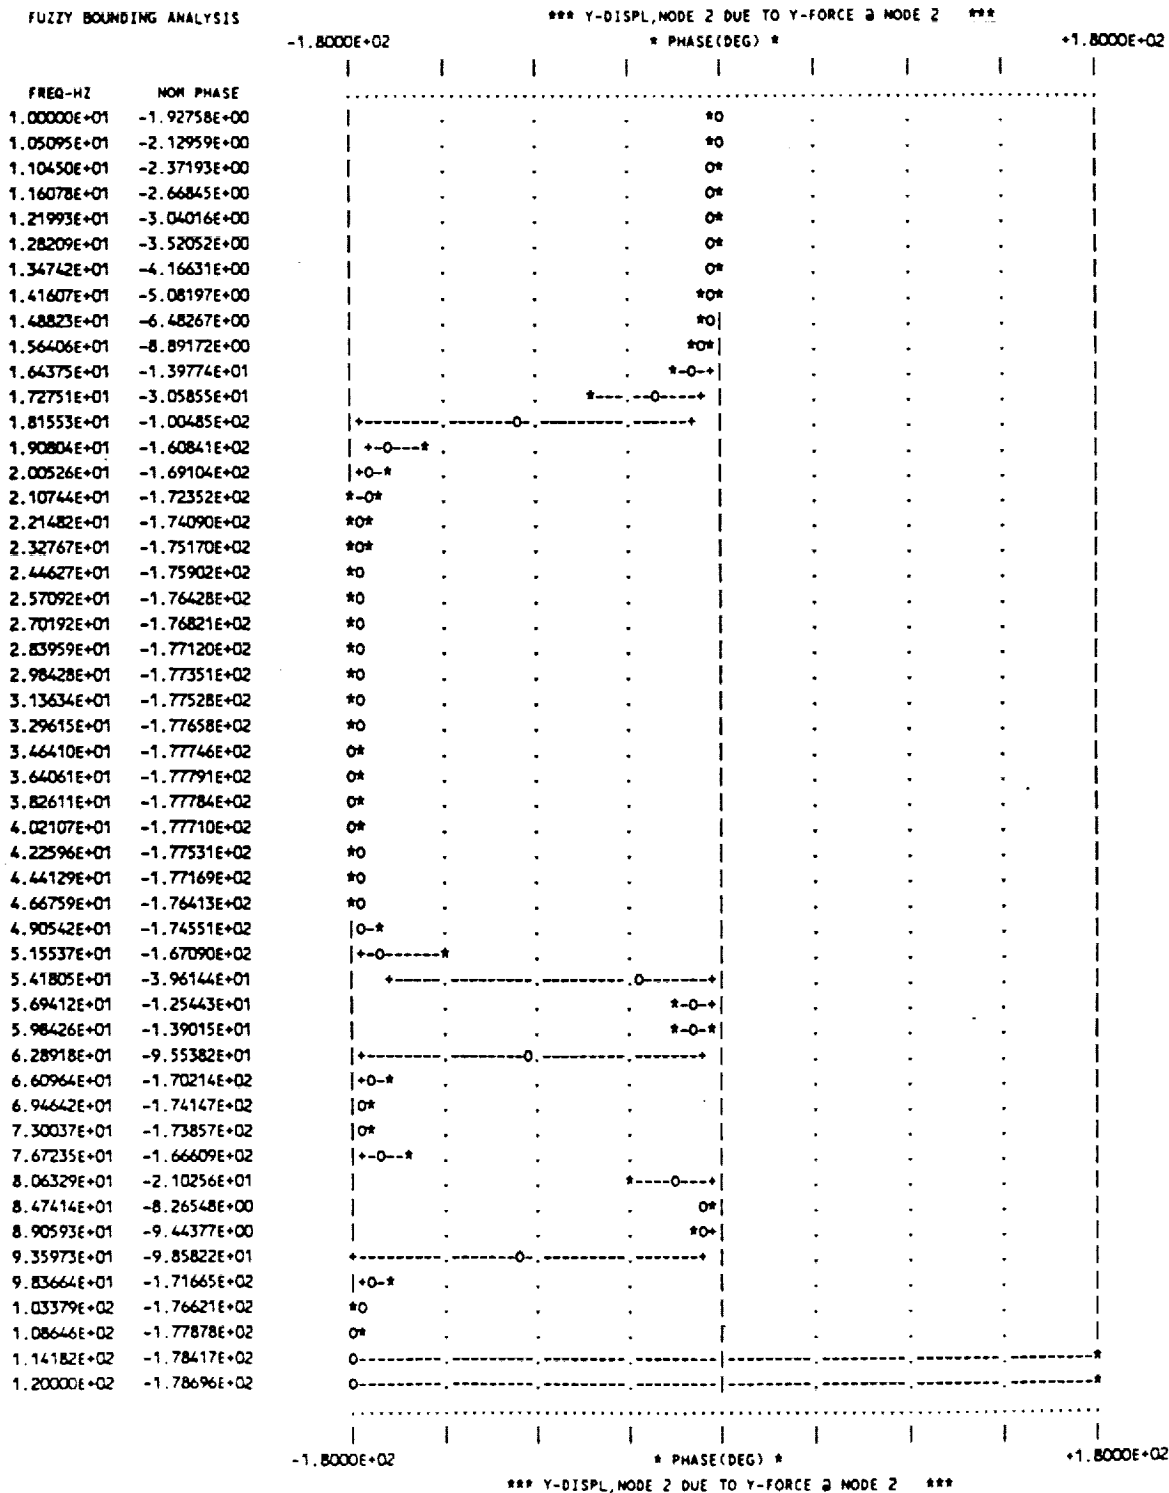 FUZZY BOUNDING ANALYSIS *** Y-DISPL,NODE 2 DUE TO Y-FORCE @ NODE 2 ***
-1.8000E+02 * PHASE(DEG) * +1.8000E+02
FREQ-HZ NOM PHASE
1.00000E+01 -1.92758E+00
1.05095E+01 -2.12959E+00
1.10450E+01 -2.37193E+00
1.16078E+01 -2.66845E+00
1.21993E+01 -3.04016E+00
1.28209E+01 -3.52052E+00
1.34742E+01 -4.16631E+00
1.41607E+01 -5.08197E+00
1.48823E+01 -6.48267E+00
1.56406E+01 -8.89172E+00
1.64375E+01 -1.39774E+01
1.72751E+01 -3.05855E+01
1.81553E+01 -1.00485E+02
1.90804E+01 -1.60841E+02
2.00526E+01 -1.69104E+02
2.10744E+01 -1.72352E+02
2.21482E+01 -1.74090E+02
2.32767E+01 -1.75170E+02
2.44627E+01 -1.75902E+02
2.57092E+01 -1.76428E+02
2.70192E+01 -1.76821E+02
2.83959E+01 -1.77120E+02
2.98428E+01 -1.77351E+02
3.13634E+01 -1.77528E+02
3.29615E+01 -1.77658E+02
3.46410E+01 -1.77746E+02
3.64061E+01 -1.77791E+02
3.82611E+01 -1.77784E+02
4.02107E+01 -1.77710E+02
4.22596E+01 -1.77531E+02
4.44129E+01 -1.77169E+02
4.66759E+01 -1.76413E+02
4.90542E+01 -1.74551E+02
5.15537E+01 -1.67090E+02
5.41805E+01 -3.96144E+01
5.69412E+01 -1.25443E+01
5.98426E+01 -1.39015E+01
6.28918E+01 -9.55382E+01
6.60964E+01 -1.70214E+02
6.94642E+01 -1.74147E+02
7.30037E+01 -1.73857E+02
7.67235E+01 -1.66609E+02
8.06329E+01 -2.10256E+01
8.47414E+01 -8.26548E+00
8.90593E+01 -9.44377E+00
9.35973E+01 -9.85822E+01
9.83664E+01 -1.71665E+02
1.03379E+02 -1.76621E+02
1.08646E+02 -1.77878E+02
1.14182E+02 -1.78417E+02
1.20000E+02 -1.78696E+02
-1.8000E+02 * PHASE(DEG) * +1.8000E+02
*** Y-DISPL,NODE 2 DUE TO Y-FORCE @ NODE 2 ***